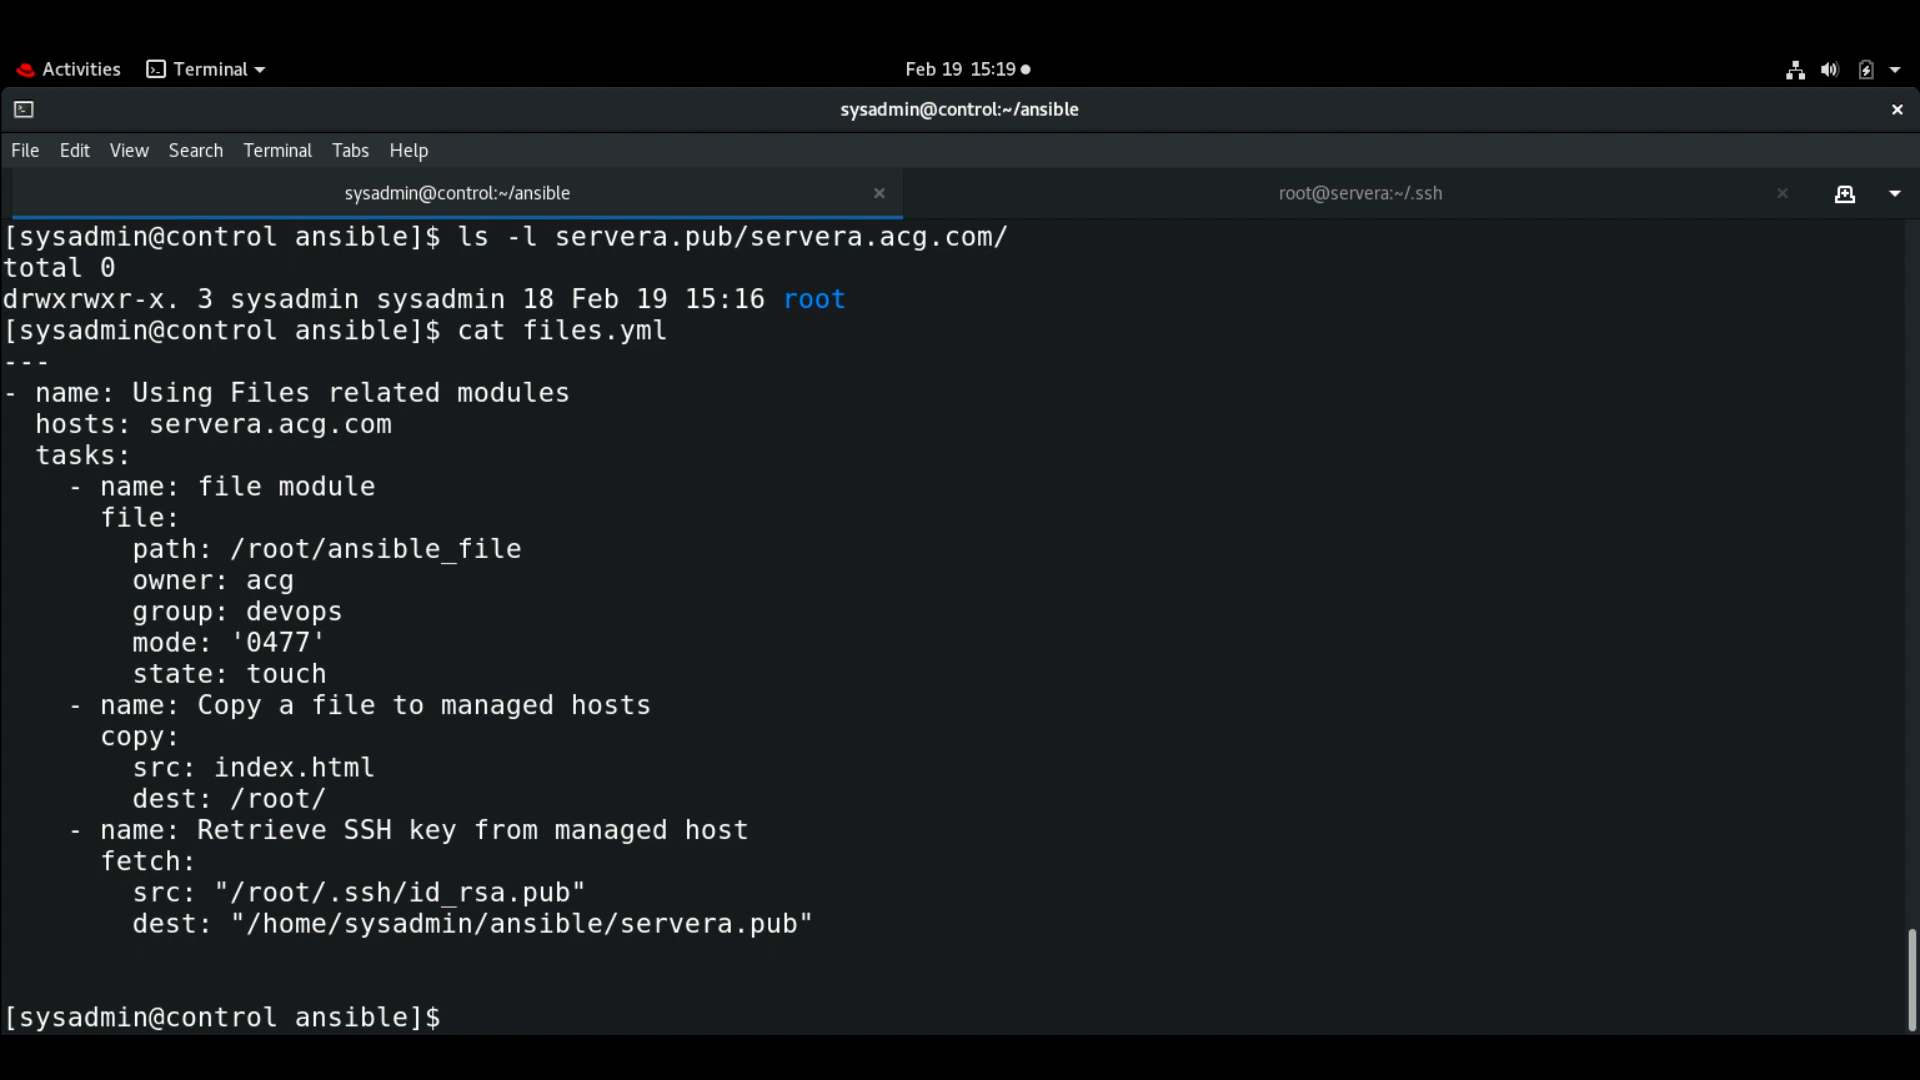 Activities Terminal Feb 19 15:19
sysadmin@control:~/ansible ×
File Edit View Search Terminal Tabs Help
sysadmin@control:~/ansible × root@servera:~/.ssh ×
[sysadmin@control ansible]$ ls -l servera.pub/servera.acg.com/
total 0
drwxrwxr-x. 3 sysadmin sysadmin 18 Feb 19 15:16 root
[sysadmin@control ansible]$ cat files.yml
---
- name: Using Files related modules
  hosts: servera.acg.com
  tasks:
    - name: file module
      file:
        path: /root/ansible_file
        owner: acg
        group: devops
        mode: '0477'
        state: touch
    - name: Copy a file to managed hosts
      copy:
        src: index.html
        dest: /root/
    - name: Retrieve SSH key from managed host
      fetch:
        src: "/root/.ssh/id_rsa.pub"
        dest: "/home/sysadmin/ansible/servera.pub"
[sysadmin@control ansible]$